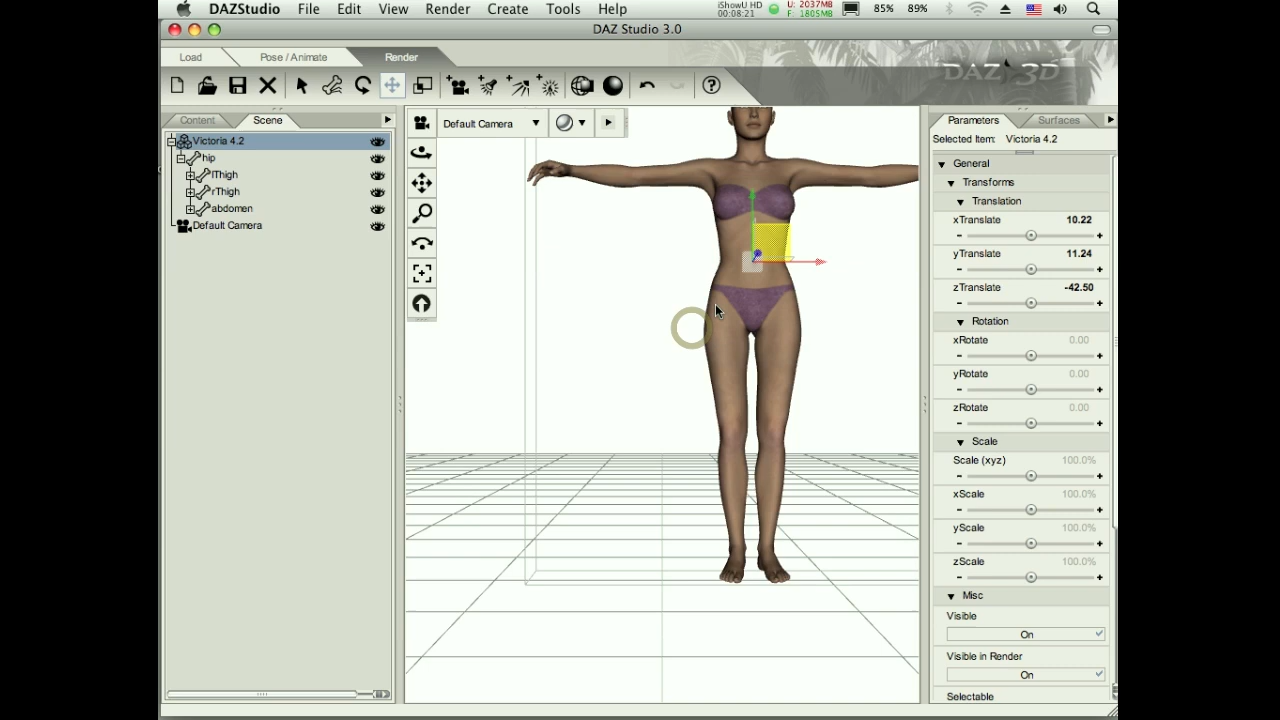 DAZStudio File Edit View Render Create Tools Help iShowU HD 00:08:21 U: 2037MB F: 1805MB 85% 89%
DAZ Studio 3.0
Load Pose / Animate Render
DAZ 3D
Content Scene
Default Camera
Parameters Surfaces
Selected Item: Victoria 4.2
Victoria 4.2
hip
lThigh
rThigh
abdomen
Default Camera
General
Transforms
Translation
xTranslate 10.22
- +
yTranslate 11.24
- +
zTranslate -42.50
- +
Rotation
xRotate 0.00
- +
yRotate 0.00
- +
zRotate 0.00
- +
Scale
Scale (xyz) 100.0%
- +
xScale 100.0%
- +
yScale 100.0%
- +
zScale 100.0%
- +
Misc
Visible
On
Visible in Render
On
Selectable